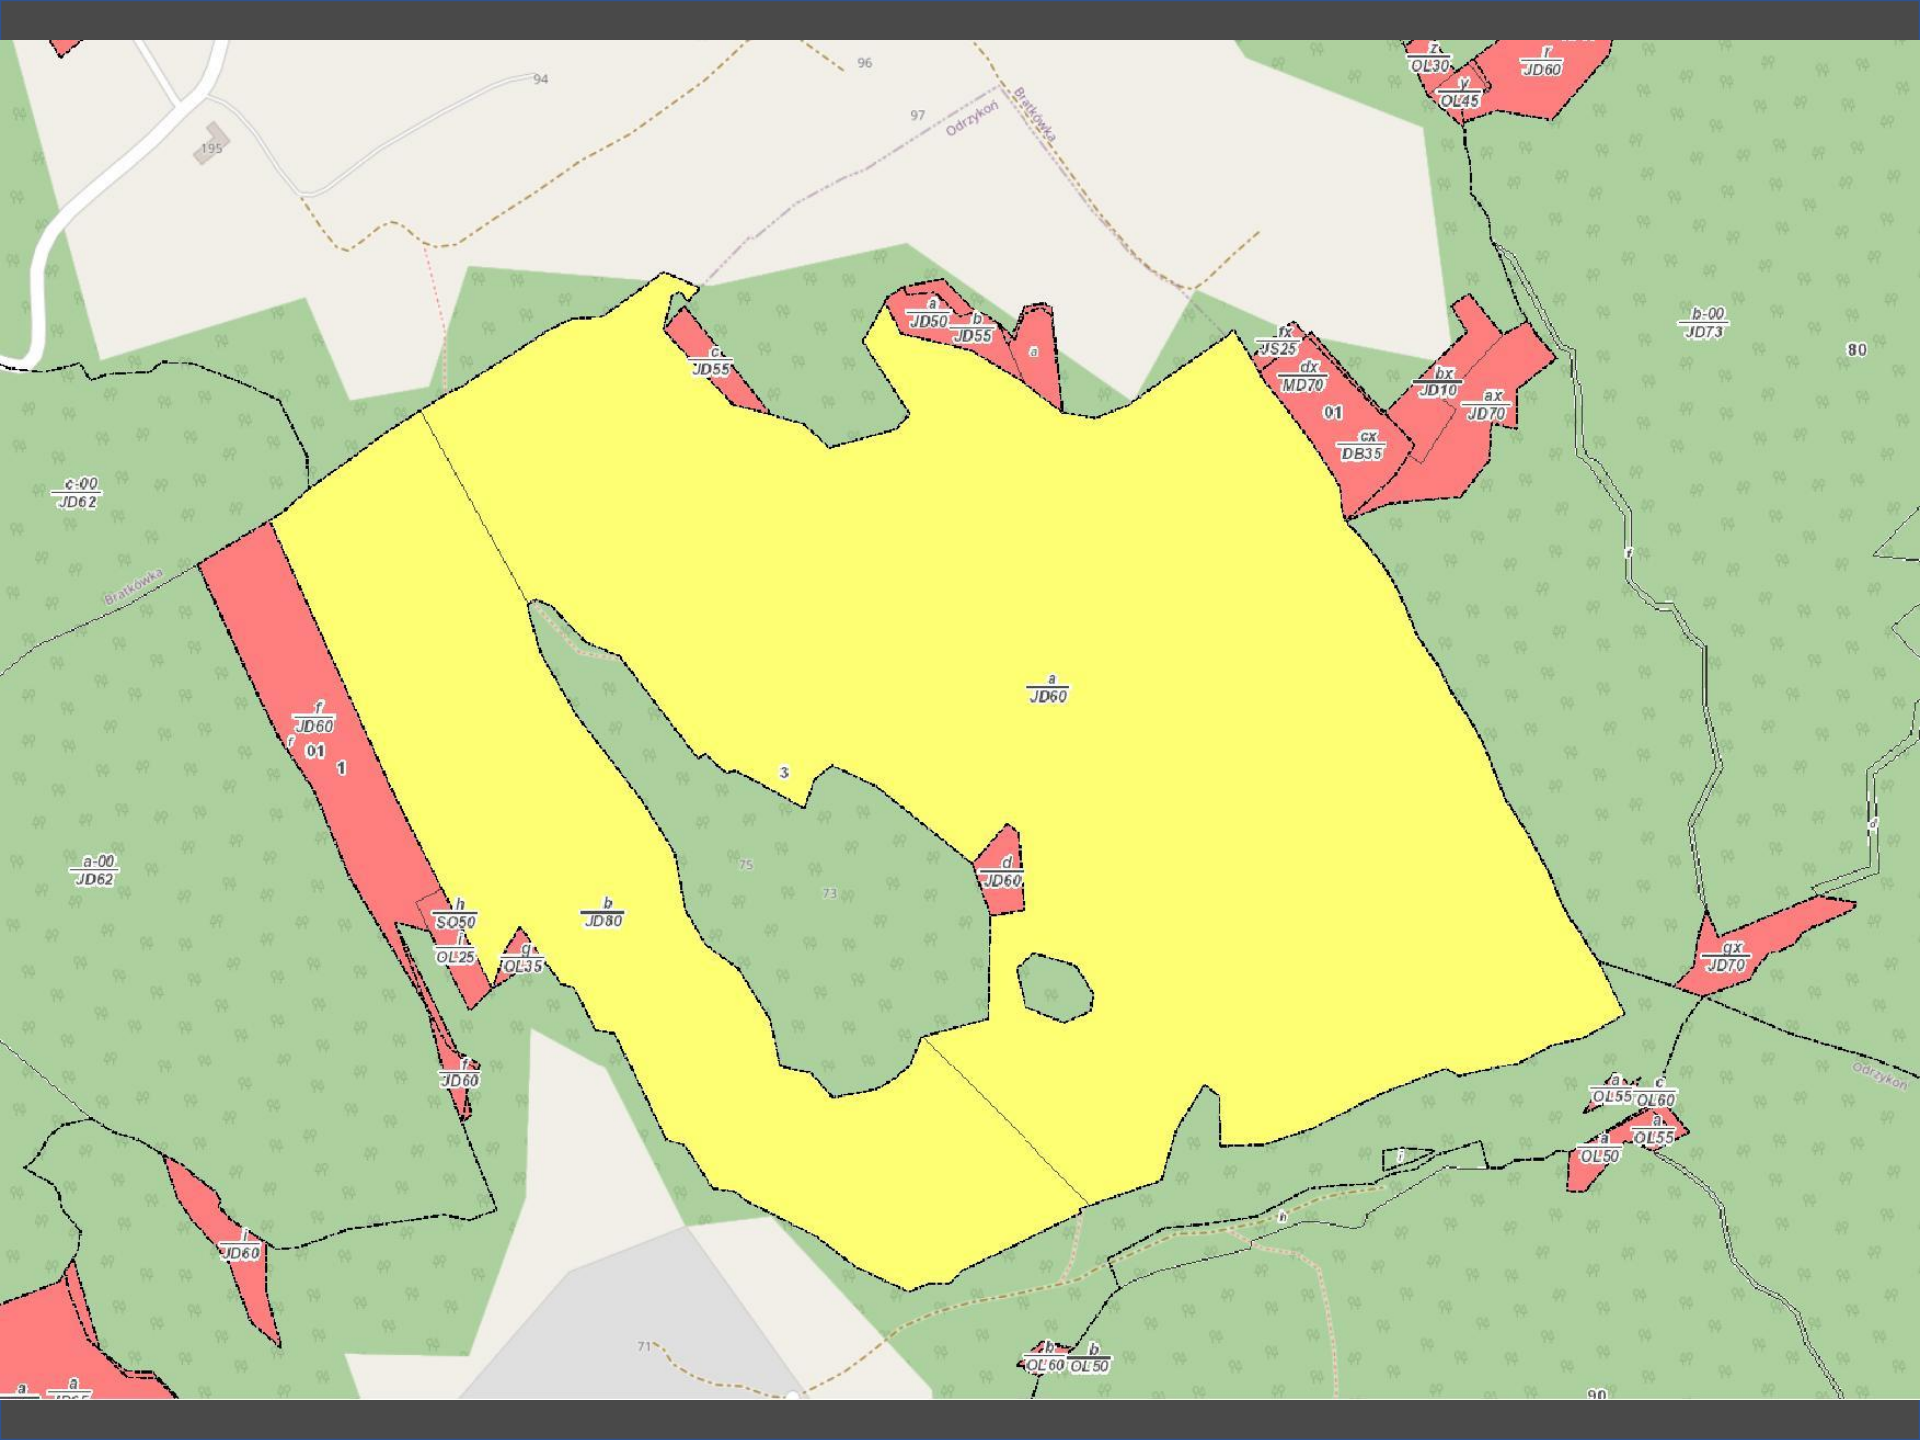 z
OL30
r
JD60
y
OL45
94
96
97
Odrzykoń
Bratkówka
195
b-00
JD73
80
a
JD50
b
JD55
a
c
JD55
fx
JS25
dx
MD70
01
cx
DB35
bx
JD10
ax
JD70
c-00
JD62
f
Bratkówka
a
JD60
f
JD60
f
01
1
3
75
73
d
JD60
d
a-00
JD62
h
SO50
i
OL25
b
JD80
g
OL35
gx
JD70
f
JD60
a
OL55
c
OL60
Odrzykoń
a
OL55
a
OL50
i
h
j
JD60
71
b
OL60
b
OL50
a
a
90